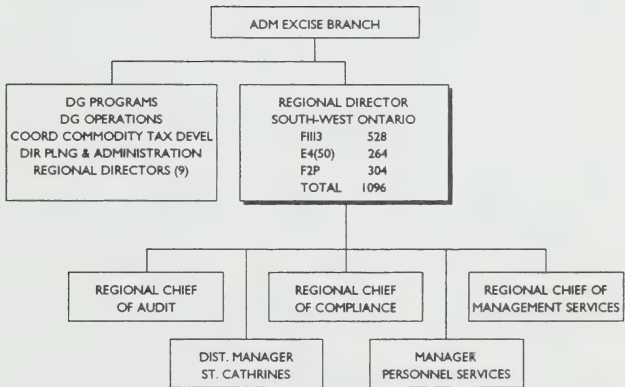 ADM EXCISE BRANCH
DG PROGRAMS
DG OPERATIONS
COORD COMMODITY TAX DEVEL
DIR PLNG & ADMINISTRATION
REGIONAL DIRECTORS (9)
REGIONAL DIRECTOR
SOUTH-WEST ONTARIO
FIII3 528
E4(50) 264
F2P 304
TOTAL 1096
REGIONAL CHIEF
OF AUDIT
REGIONAL CHIEF
OF COMPLIANCE
REGIONAL CHIEF OF
MANAGEMENT SERVICES
DIST. MANAGER
ST. CATHRINES
MANAGER
PERSONNEL SERVICES